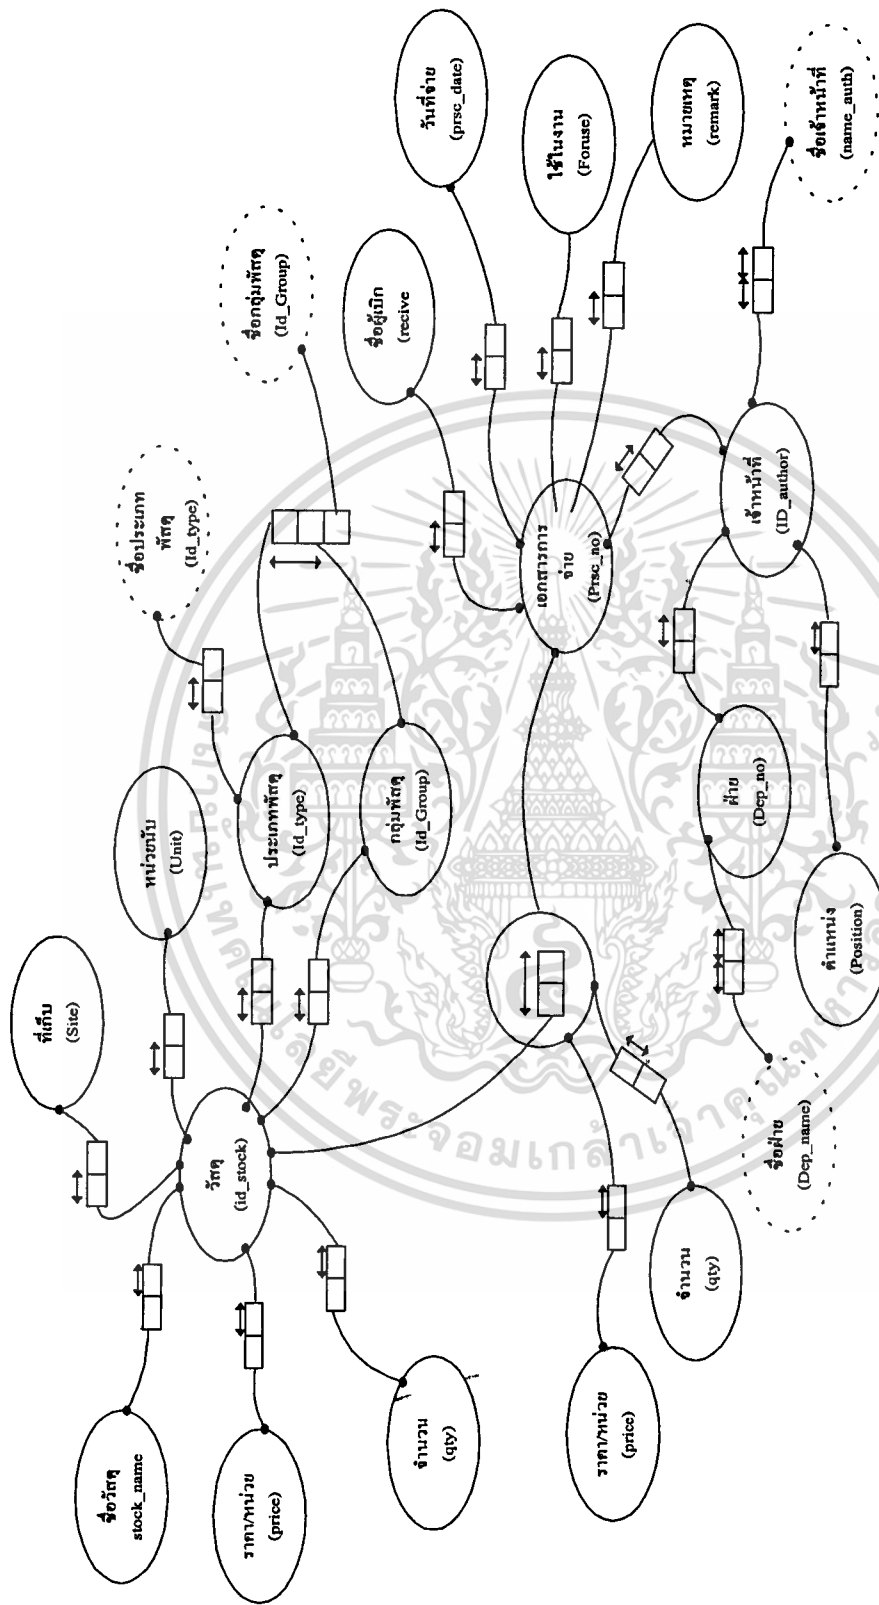 ชื่อวัสดุ
stock_name
ที่เก็บ
(Site)
หน่วยนับ
(Unit)
ชื่อประเภท
พัสดุ
(Id_type)
ชื่อกลุ่มพัสดุ
(Id_Group)
วันที่จ่าย
(prsc_date)
ราคา/หน่วย
(price)
วัสดุ
(id_stock)
ประเภทพัสดุ
(Id_type)
กลุ่มพัสดุ
(Id_Group)
ชื่อผู้เบิก
(recive
ใช้ในงาน
(Foruse)
จำนวน
(qty)
เอกสารการ
จ่าย
(Prsc_no)
หมายเหตุ
(remark)
ราคา/หน่วย
(price)
จำนวน
(qty)
ชื่อฝ่าย
(Dep_name)
ฝ่าย
(Dep_no)
ตำแหน่ง
(Position)
เจ้าหน้าที่
(ID_author)
ชื่อเจ้าหน้าที่
(name_auth)